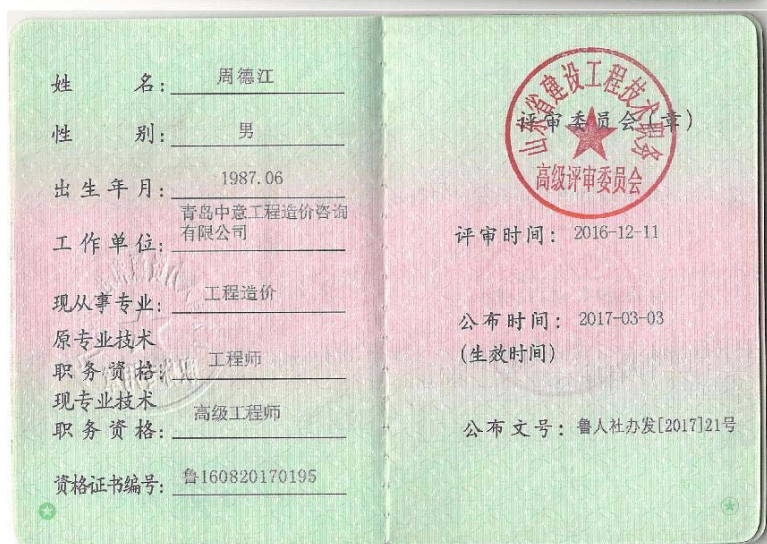 姓名: 周德江
性别: 男
出生年月: 1987.06
工作单位: 青岛中意工程造价咨询
有限公司
现从事专业: 工程造价
原专业技术
职务资格: 工程师
现专业技术
职务资格: 高级工程师
资格证书编号: 鲁160820170195
山东省建设工程技术职务
高级评审委员会
评审委员会(章)
评审时间: 2016-12-11
公布时间: 2017-03-03
(生效时间)
公布文号: 鲁人社办发[2017]21号